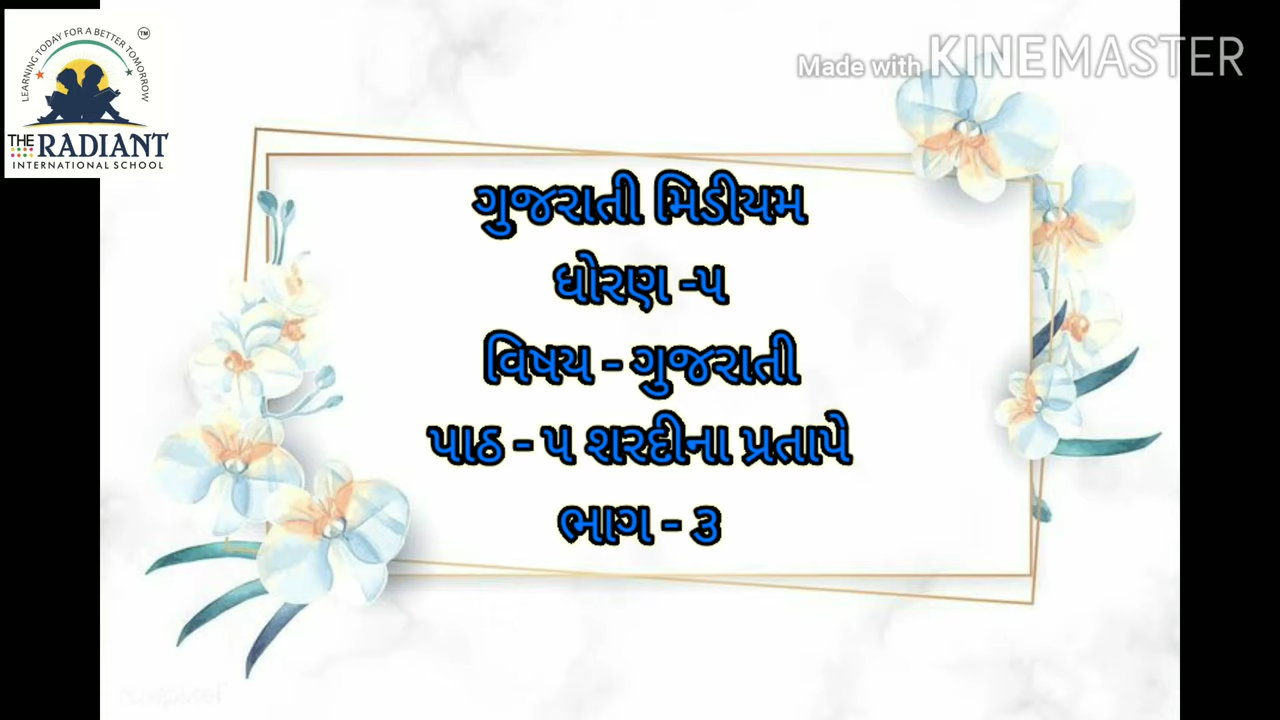 LEARNING TODAY FOR A BETTER TOMORROW
TM
THE RADIANT
INTERNATIONAL SCHOOL
Made with KINEMASTER
ગુજરાતી મિડીયમ
ધોરણ -૫
વિષય - ગુજરાતી
પાઠ - ૫ શરદીના પ્રતાપે
ભાગ - ૩